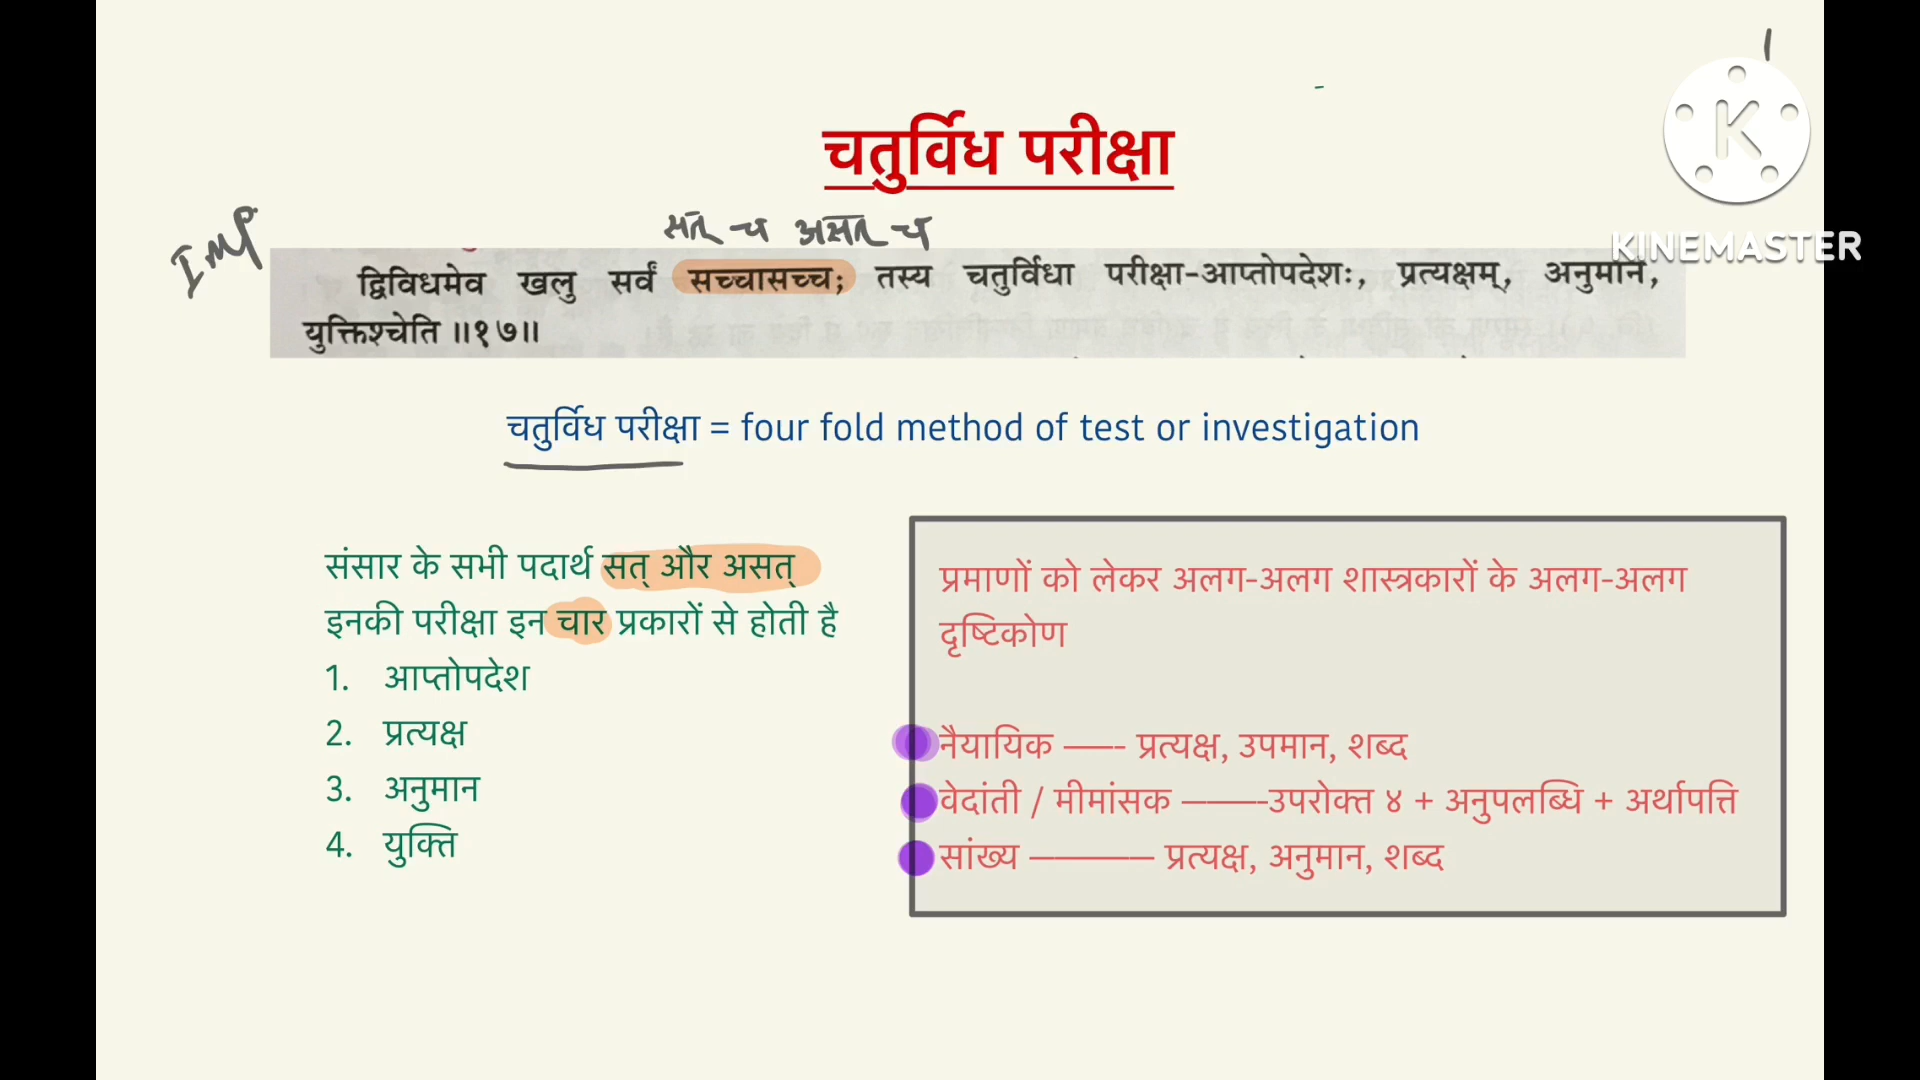 चतुर्विध परीक्षा
K
KINEMASTER
Imp
सत् च असत् च
द्विविधमेव खलु सर्वं सच्चासच्च; तस्य चतुर्विधा परीक्षा-आप्तोपदेशः, प्रत्यक्षम्, अनुमानं,
युक्तिश्चेति ॥१७॥
चतुर्विध परीक्षा = four fold method of test or investigation
संसार के सभी पदार्थ सत् और असत्
इनकी परीक्षा इन चार प्रकारों से होती है
1. आप्तोपदेश
2. प्रत्यक्ष
3. अनुमान
4. युक्ति
प्रमाणों को लेकर अलग-अलग शास्त्रकारों के अलग-अलग
दृष्टिकोण
नैयायिक —–- प्रत्यक्ष, उपमान, शब्द
वेदांती / मीमांसक ———-उपरोक्त ४ + अनुपलब्धि + अर्थापत्ति
सांख्य ————— प्रत्यक्ष, अनुमान, शब्द